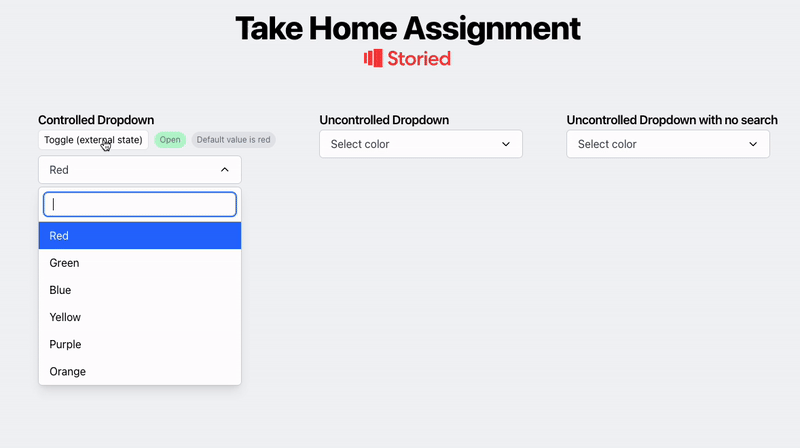 Take Home Assignment
Storied
Controlled Dropdown
Toggle (external state)
Open
Default value is red
Red
Red
Green
Blue
Yellow
Purple
Orange
Uncontrolled Dropdown
Select color
Uncontrolled Dropdown with no search
Select color